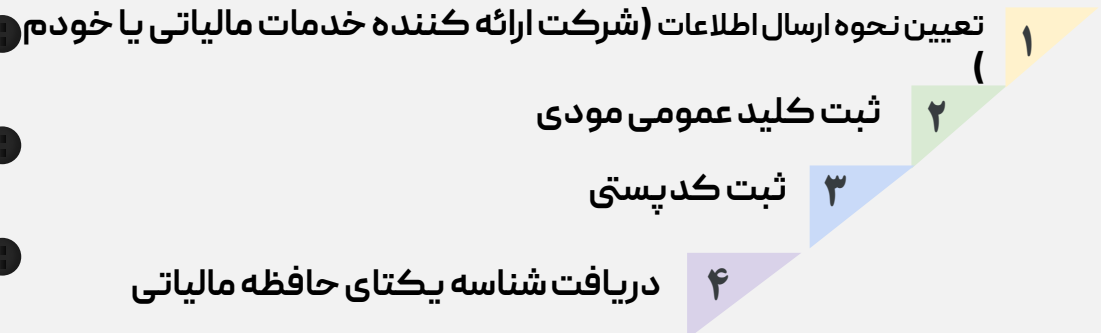 ۱
تعیین نحوه ارسال اطلاعات (شرکت ارائه کننده خدمات مالیاتی یا خودم
)
۲ ثبت کلید عمومی مودی
۳ ثبت کدپستی
۴ دریافت شناسه یکتای حافظه مالیاتی